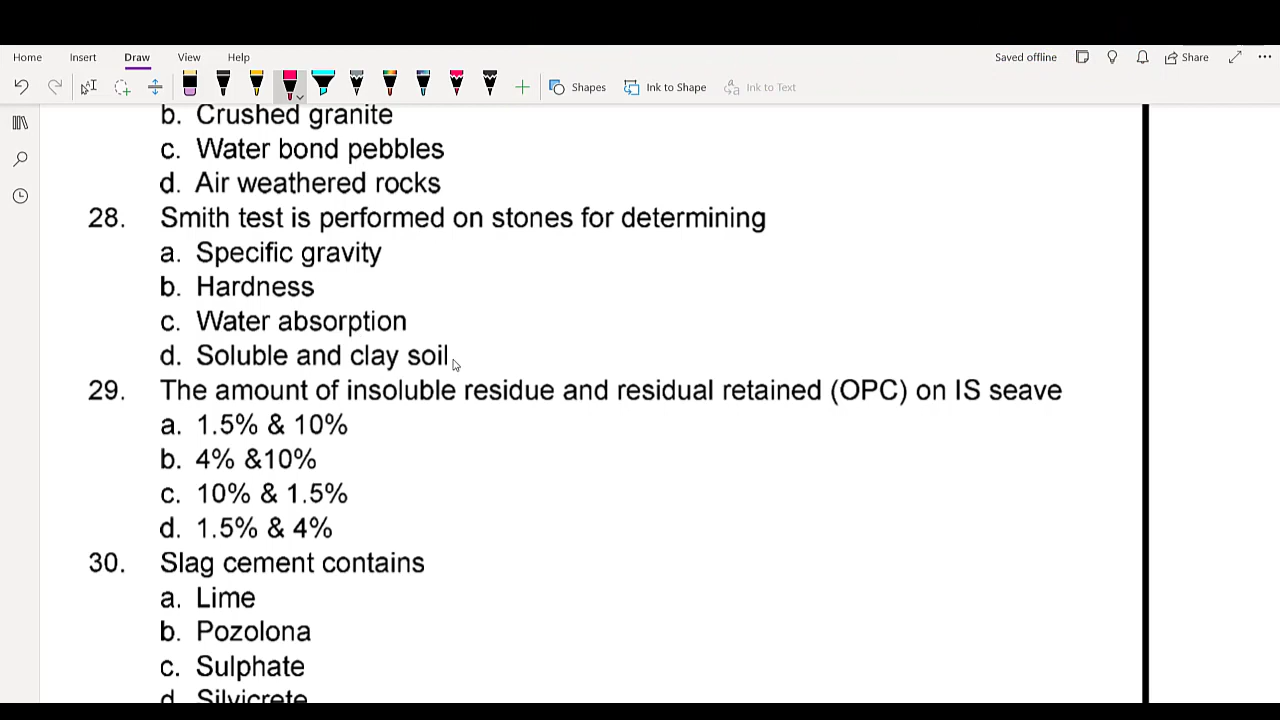 Home Insert Draw View Help Saved offline Share
Shapes Ink to Shape Ink to Text
b. Crushed granite
c. Water bond pebbles
d. Air weathered rocks
28. Smith test is performed on stones for determining
a. Specific gravity
b. Hardness
c. Water absorption
d. Soluble and clay soil
29. The amount of insoluble residue and residual retained (OPC) on IS seave
a. 1.5% & 10%
b. 4% &10%
c. 10% & 1.5%
d. 1.5% & 4%
30. Slag cement contains
a. Lime
b. Pozolona
c. Sulphate
d Silvicrete